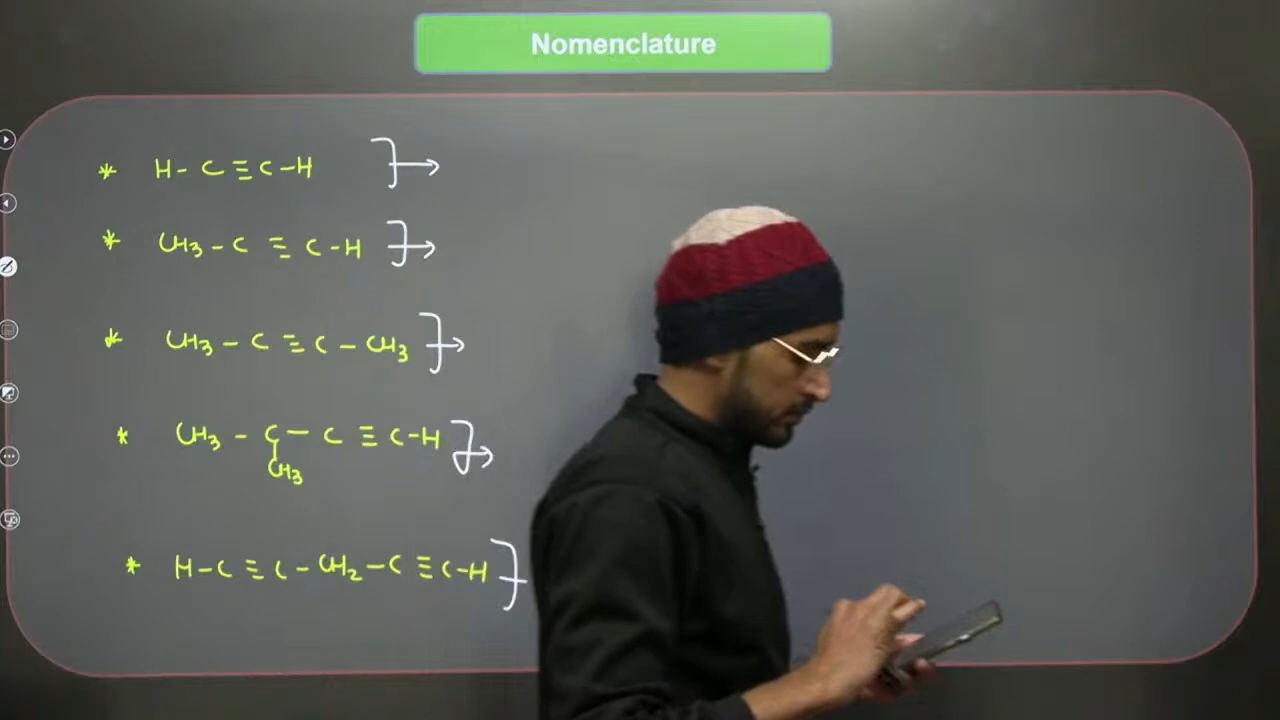 Nomenclature
* H - C ≡ C - H }→
* CH3 - C ≡ C - H }→
* CH3 - C ≡ C - CH3 }→
* CH3 - C - C ≡ C - H }→
CH3
* H - C ≡ C - CH2 - C ≡ C - H }-